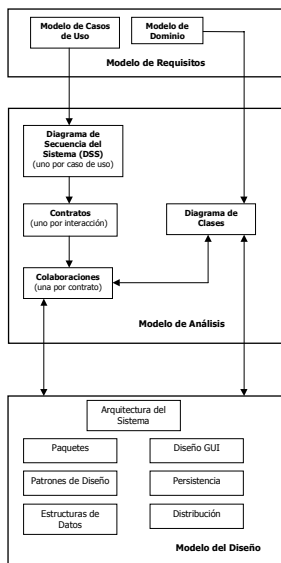 Modelo de Casos
de Uso
Modelo de
Dominio
Modelo de Requisitos
Diagrama de
Secuencia del
Sistema (DSS)
(uno por caso de uso)
Contratos
(uno por interacción)
Diagrama de
Clases
Colaboraciones
(una por contrato)
Modelo de Análisis
Arquitectura del
Sistema
Paquetes
Diseño GUI
Patrones de Diseño
Persistencia
Estructuras de
Datos
Distribución
Modelo del Diseño